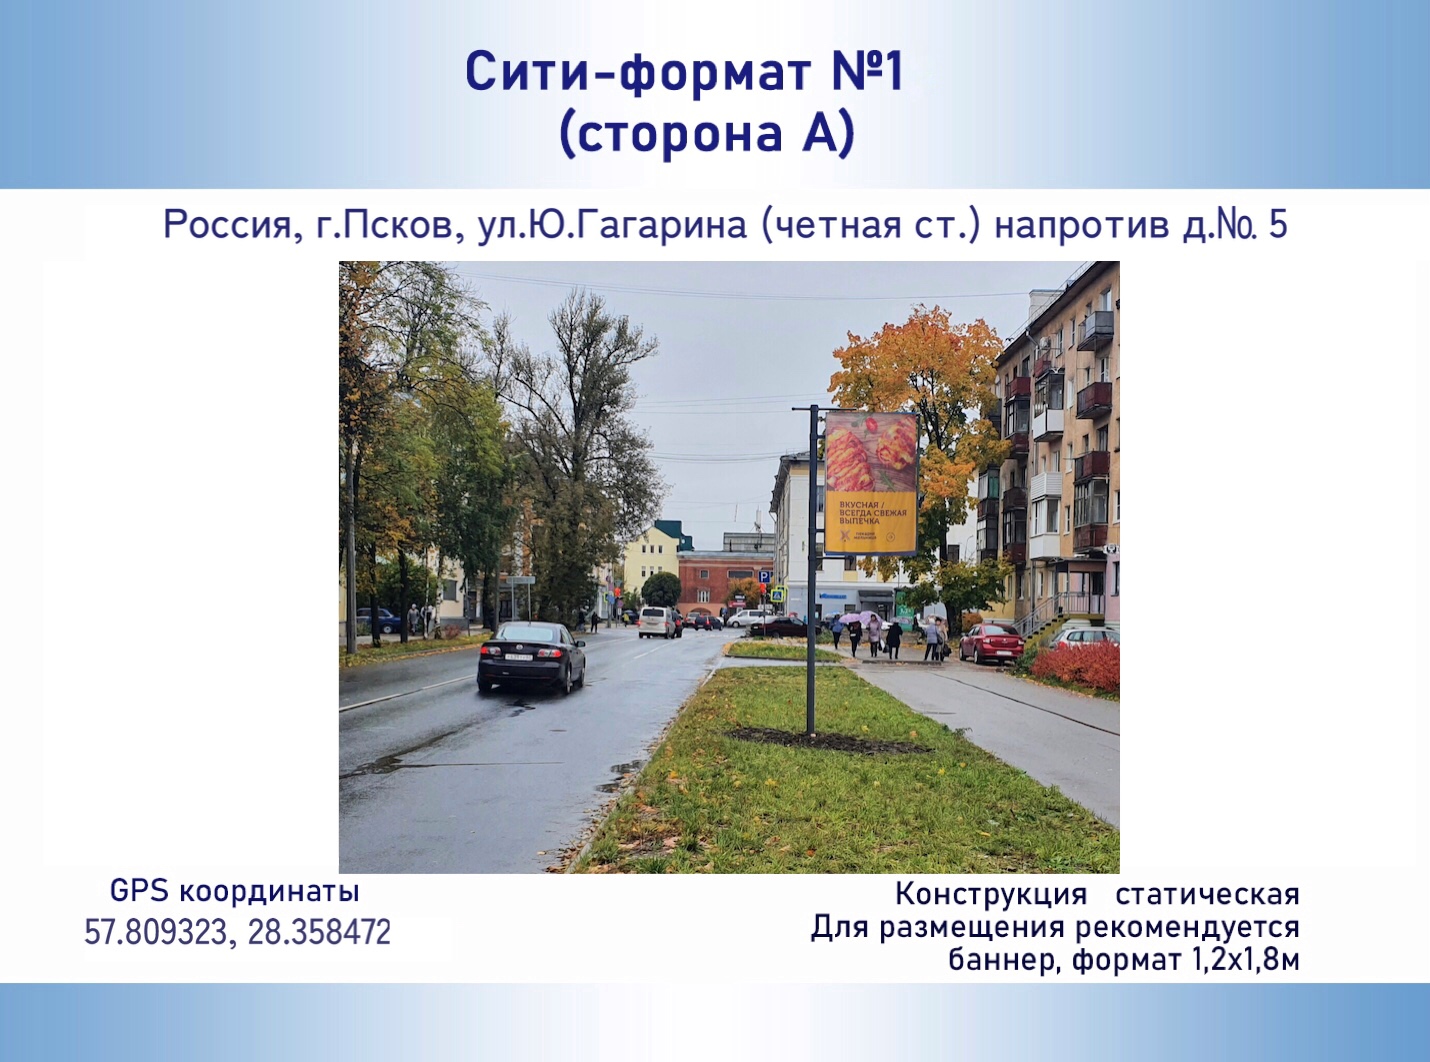 Сити-формат №1
(сторона А)
Россия, г.Псков, ул.Ю.Гагарина (четная ст.) напротив д.№. 5
ВКУСНАЯ /
ВСЕГДА СВЕЖАЯ
ВЫПЕЧКА
P
GPS координаты
57.809323, 28.358472
Конструкция статическая
Для размещения рекомендуется
баннер, формат 1,2х1,8м